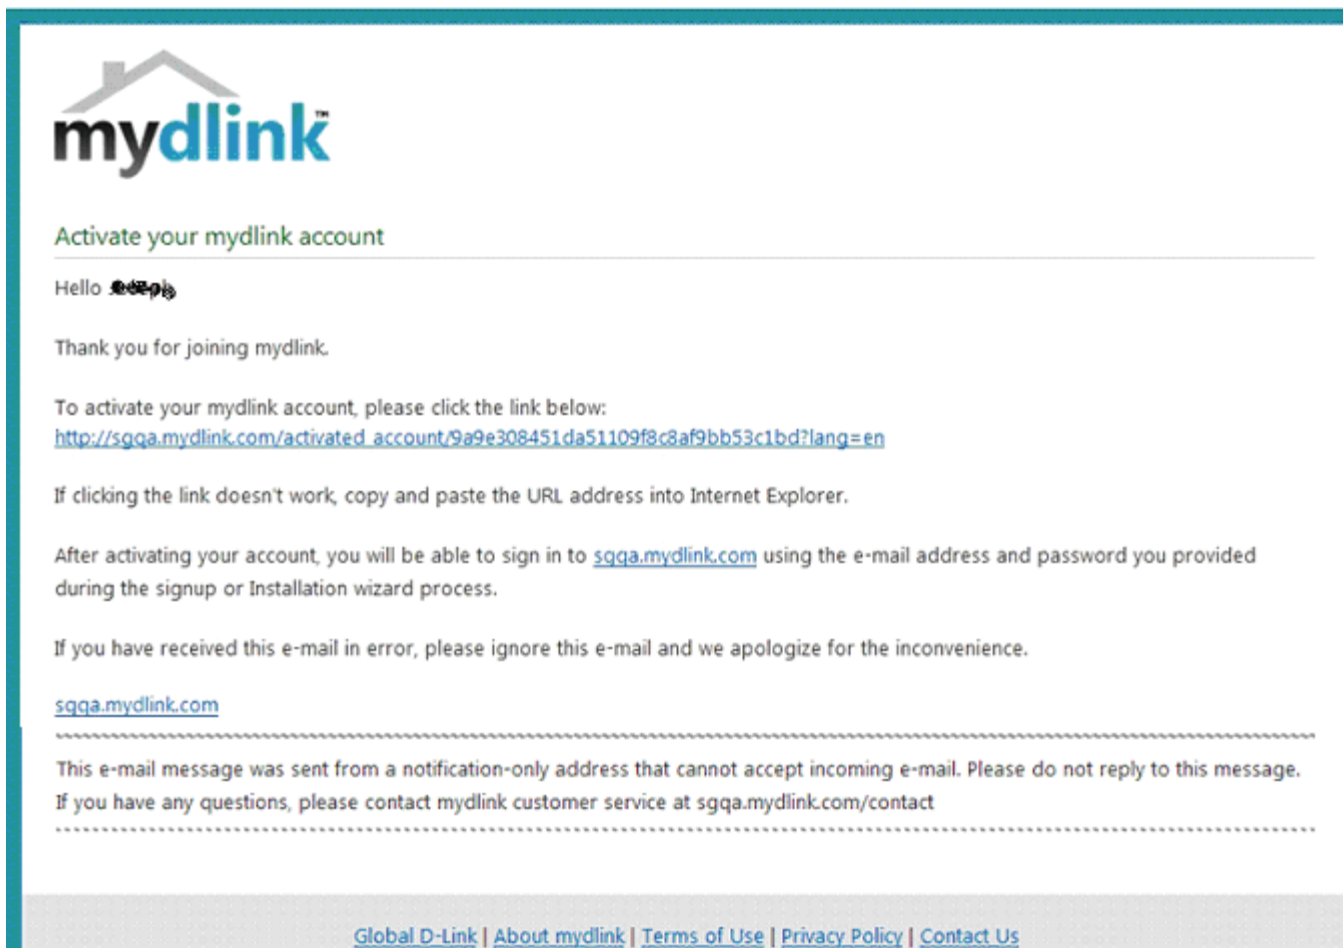 mydlink™
Activate your mydlink account
Hello
Thank you for joining mydlink.
To activate your mydlink account, please click the link below:
http://sgqa.mydlink.com/activated_account/9a9e308451da51109f8c8af9bb53c1bd?lang=en
If clicking the link doesn't work, copy and paste the URL address into Internet Explorer.
After activating your account, you will be able to sign in to sgqa.mydlink.com using the e-mail address and password you provided
during the signup or Installation wizard process.
If you have received this e-mail in error, please ignore this e-mail and we apologize for the inconvenience.
sgqa.mydlink.com
This e-mail message was sent from a notification-only address that cannot accept incoming e-mail. Please do not reply to this message.
If you have any questions, please contact mydlink customer service at sgqa.mydlink.com/contact
Global D-Link | About mydlink | Terms of Use | Privacy Policy | Contact Us